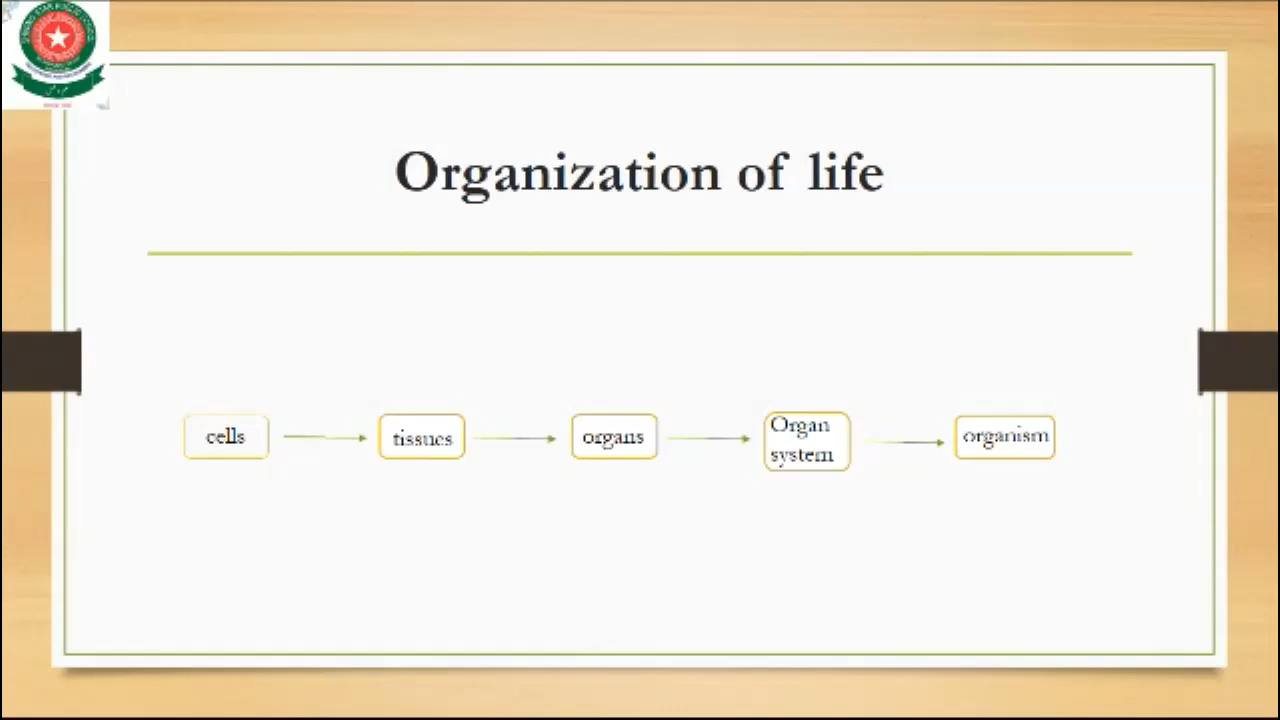 Organization of life
cells
tissues
organs
Organ
system
organism